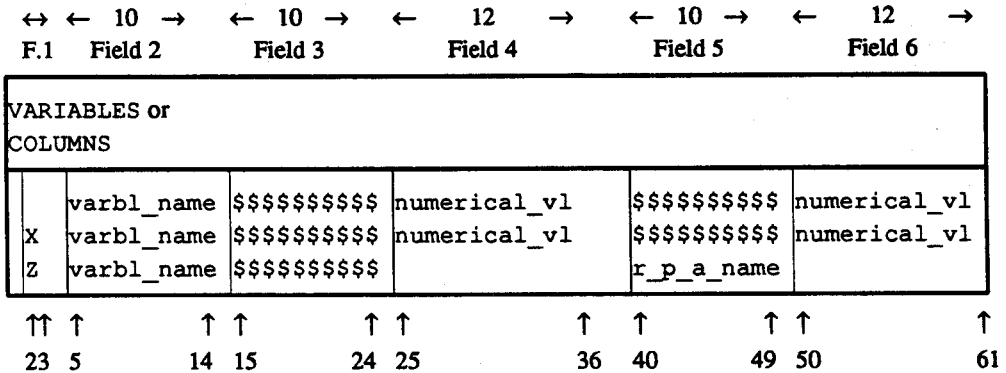 ↔ ← 10 → ← 10 → ← 12 → ← 10 → ← 12 →
F.1 Field 2 Field 3 Field 4 Field 5 Field 6
VARIABLES or
COLUMNS
varbl_name $$$$$$$$$$ numerical_vl $$$$$$$$$$ numerical_vl
X varbl_name $$$$$$$$$$ numerical_vl $$$$$$$$$$ numerical_vl
Z varbl_name $$$$$$$$$$ r_p_a_name
↑↑ ↑ ↑ ↑ ↑ ↑ ↑ ↑ ↑ ↑ ↑
23 5 14 15 24 25 36 40 49 50 61